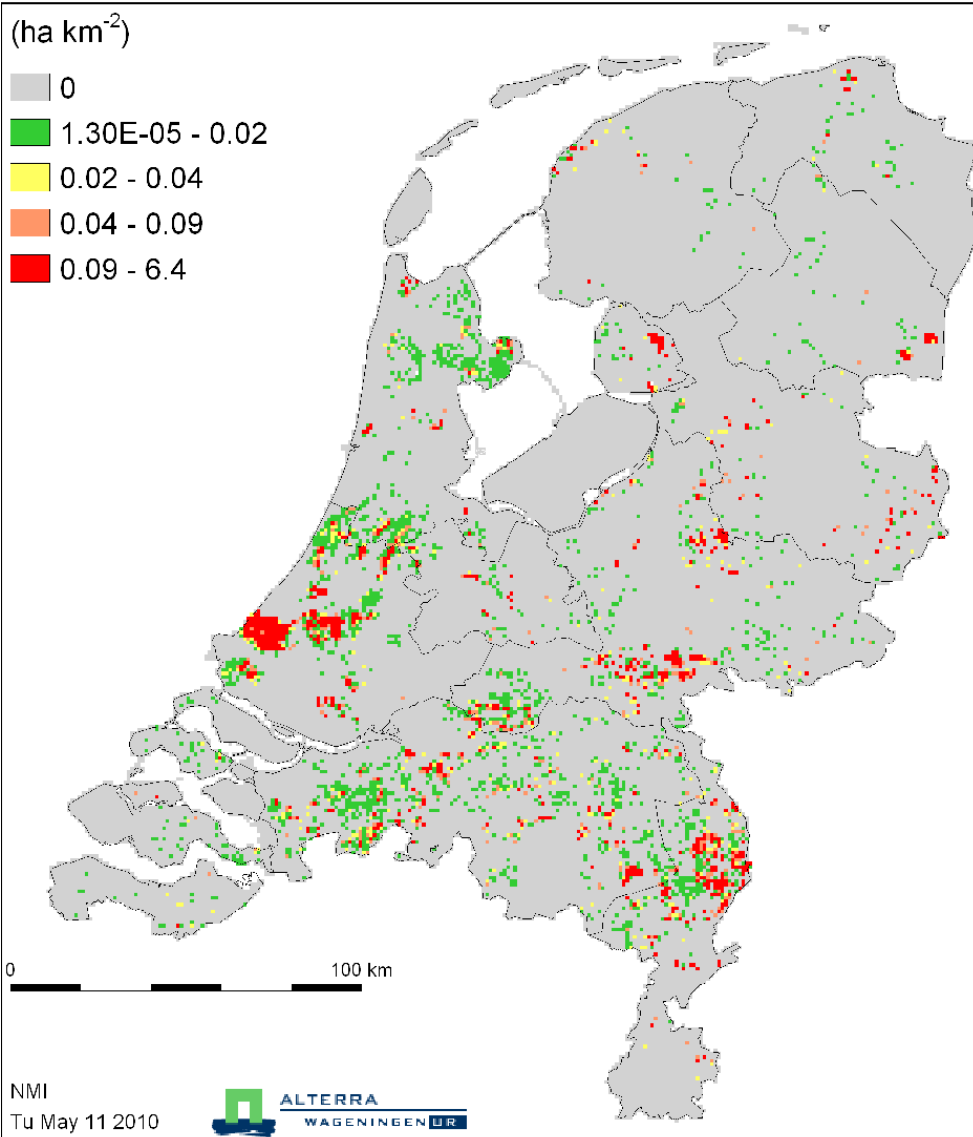 (ha km⁻²)
0
1.30E-05 - 0.02
0.02 - 0.04
0.04 - 0.09
0.09 - 6.4
0 100 km
NMI
Tu May 11 2010
ALTERRA
WAGENINGEN UR